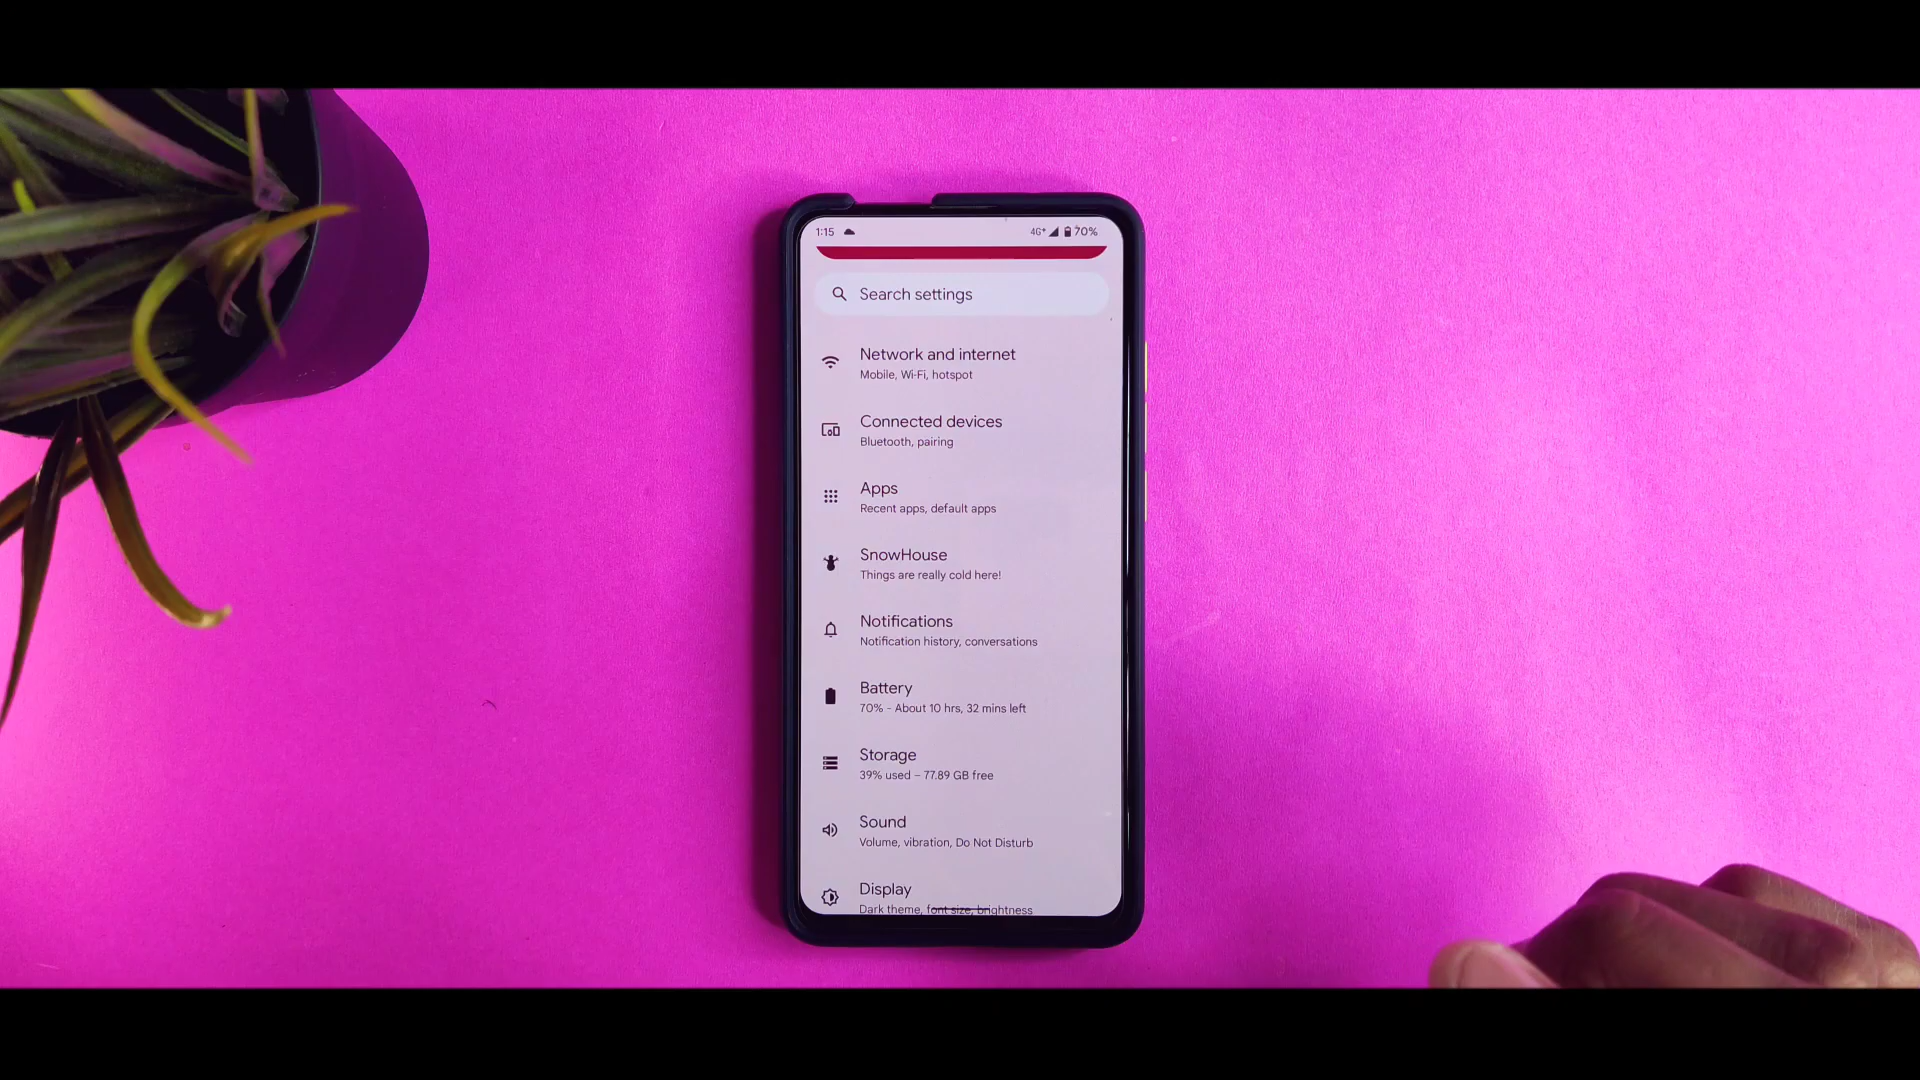 1:15 4G+ 70%
Search settings
Network and internet
Mobile, Wi-Fi, hotspot
Connected devices
Bluetooth, pairing
Apps
Recent apps, default apps
SnowHouse
Things are really cold here!
Notifications
Notification history, conversations
Battery
70% - About 10 hrs, 32 mins left
Storage
39% used – 77.89 GB free
Sound
Volume, vibration, Do Not Disturb
Display
Dark theme, font size, brightness